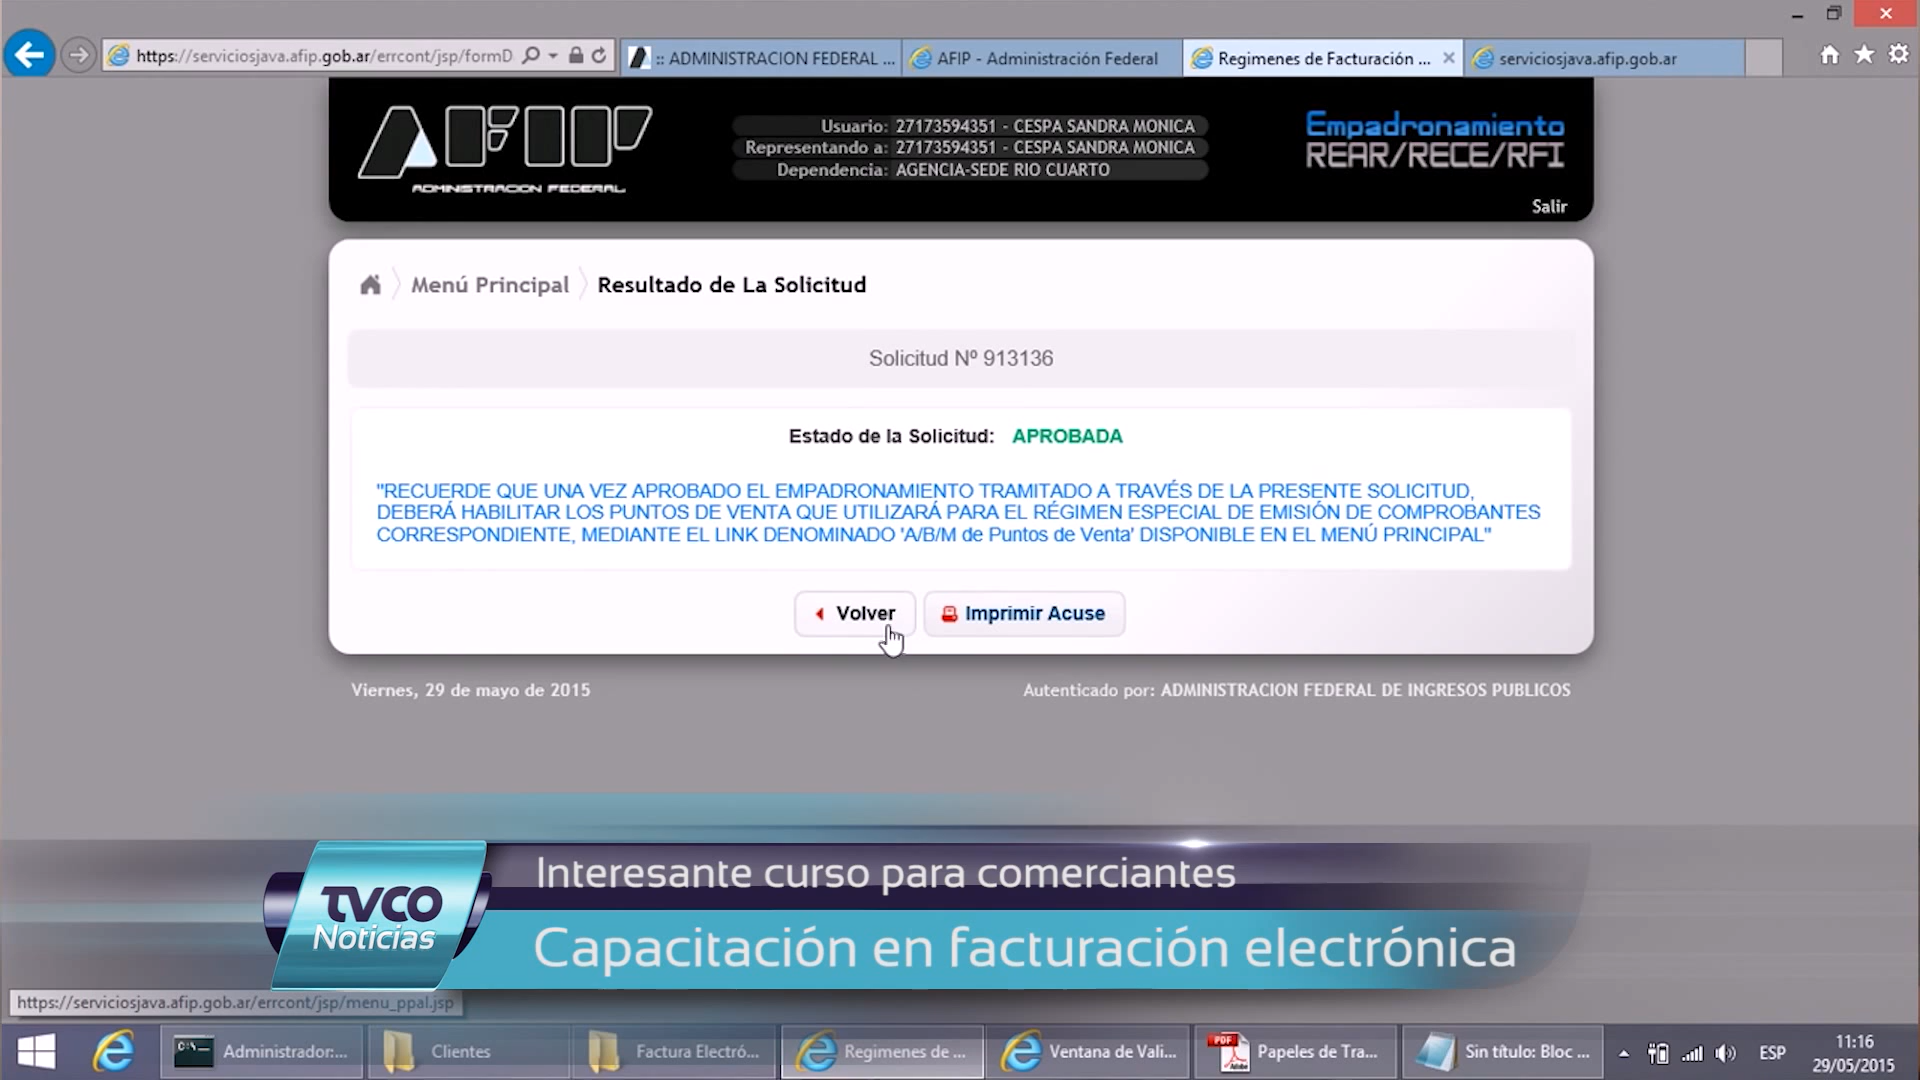 https://serviciosjava.afip.gob.ar/errcont/jsp/formD
:: ADMINISTRACION FEDERAL ...
AFIP - Administración Federal
Regimenes de Facturación ...
serviciosjava.afip.gob.ar
AFIP
ADMINISTRACION FEDERAL
Usuario: 27173594351 - CESPA SANDRA MONICA
Representando a: 27173594351 - CESPA SANDRA MONICA
Dependencia: AGENCIA-SEDE RIO CUARTO
Empadronamiento
REAR/RECE/RFI
Salir
Menú Principal
Resultado de La Solicitud
Solicitud Nº 913136
Estado de la Solicitud: APROBADA
"RECUERDE QUE UNA VEZ APROBADO EL EMPADRONAMIENTO TRAMITADO A TRAVÉS DE LA PRESENTE SOLICITUD,
DEBERÁ HABILITAR LOS PUNTOS DE VENTA QUE UTILIZARÁ PARA EL RÉGIMEN ESPECIAL DE EMISIÓN DE COMPROBANTES
CORRESPONDIENTE, MEDIANTE EL LINK DENOMINADO 'A/B/M de Puntos de Venta' DISPONIBLE EN EL MENÚ PRINCIPAL"
Volver
Imprimir Acuse
Viernes, 29 de mayo de 2015
Autenticado por: ADMINISTRACION FEDERAL DE INGRESOS PUBLICOS
TVCO
Noticias
Interesante curso para comerciantes
Capacitación en facturación electrónica
https://serviciosjava.afip.gob.ar/errcont/jsp/menu_ppal.jsp
C:\
Administrador:...
Clientes
Factura Electró...
Regimenes de ...
Ventana de Vali...
PDF
Adobe
Papeles de Tra...
Sin título: Bloc ...
ESP
11:16
29/05/2015